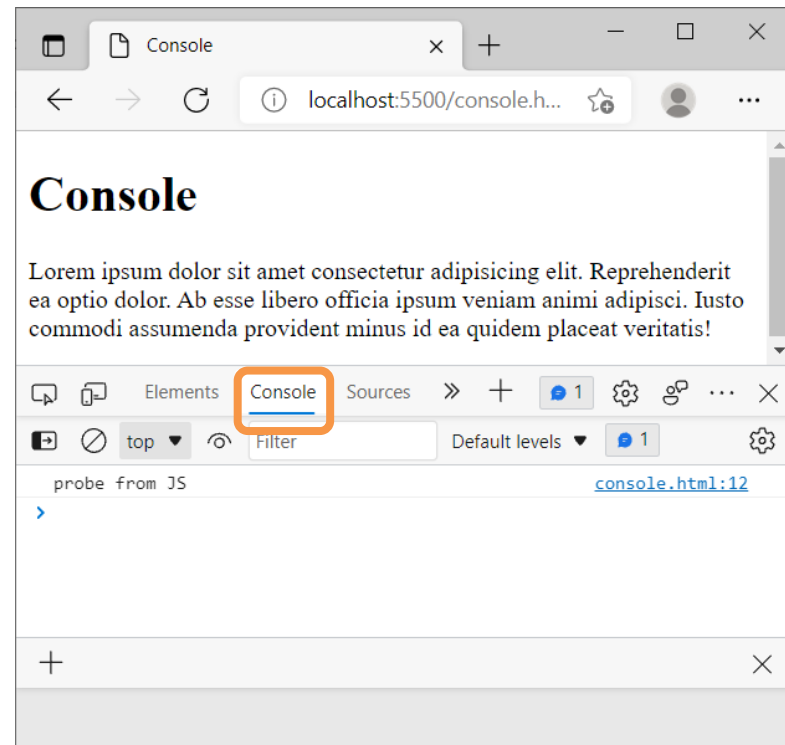 Console
localhost:5500/console.h...
Console
Lorem ipsum dolor sit amet consectetur adipisicing elit. Reprehenderit
ea optio dolor. Ab esse libero officia ipsum veniam animi adipisci. Iusto
commodi assumenda provident minus id ea quidem placeat veritatis!
Elements Console Sources 1
top Filter Default levels 1
probe from JS console.html:12